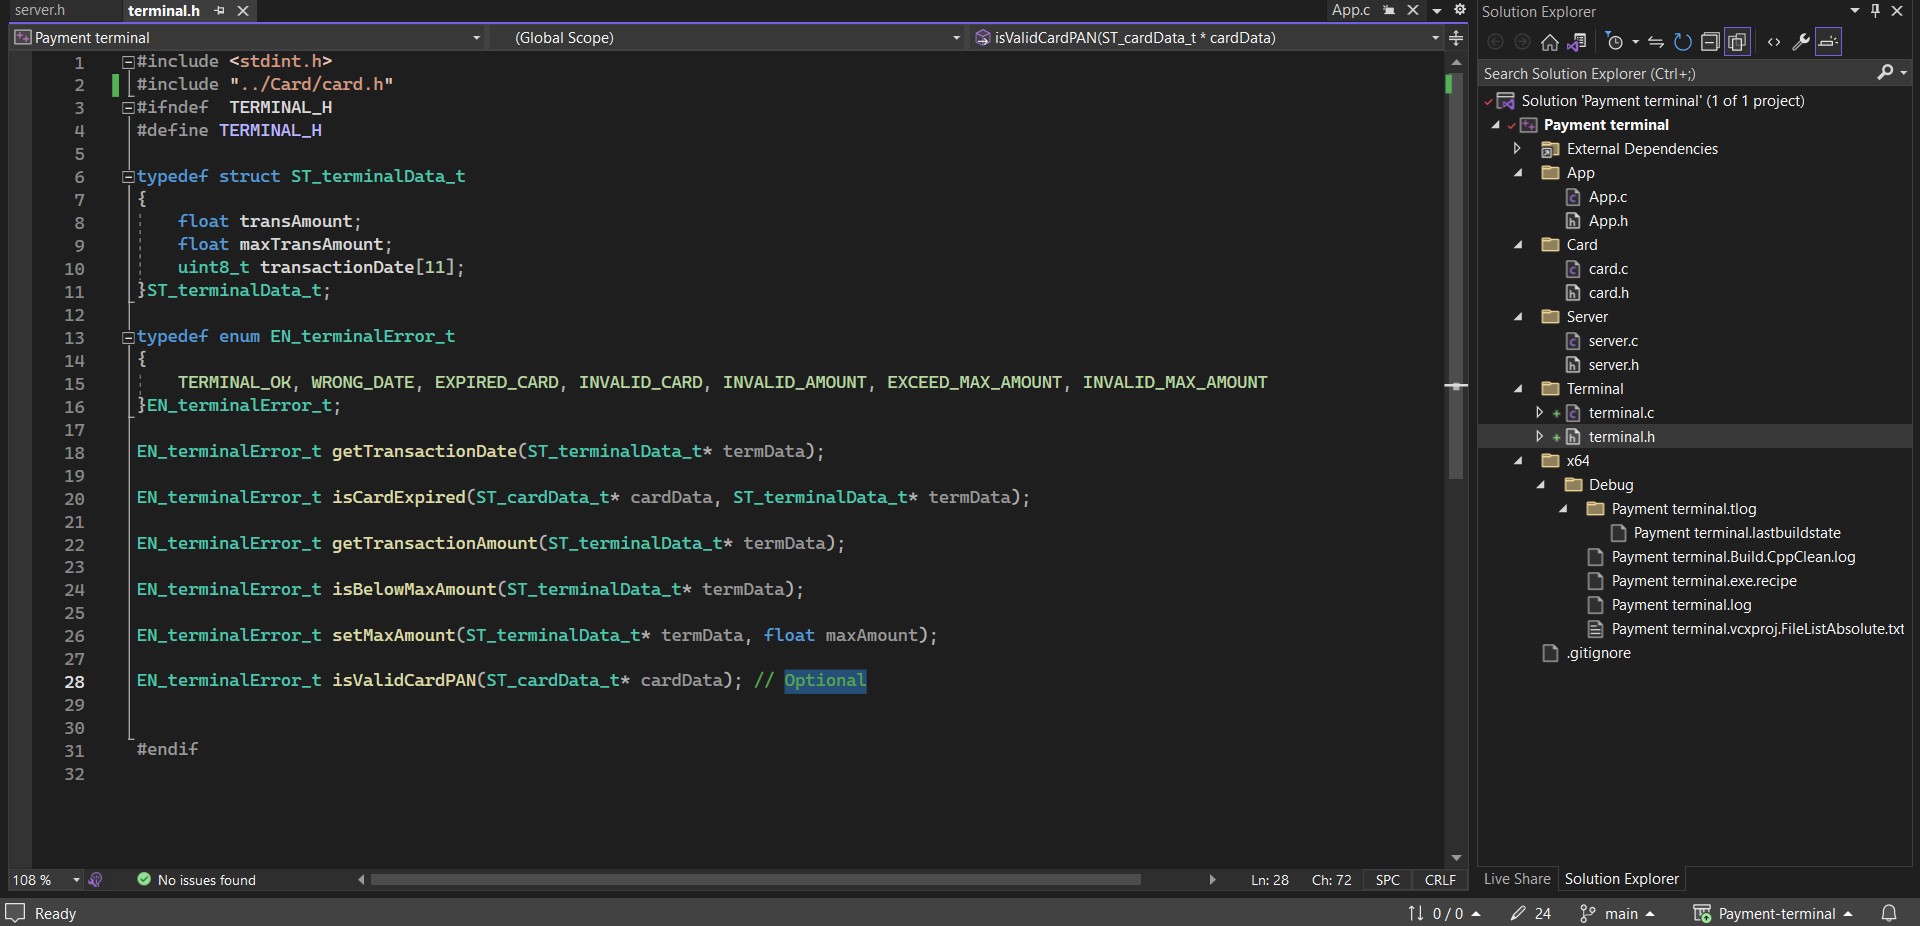 server.h
terminal.h
App.c
Payment terminal
(Global Scope)
isValidCardPAN(ST_cardData_t * cardData)
1 #include <stdint.h>
2 #include "../Card/card.h"
3 #ifndef  TERMINAL_H
4 #define TERMINAL_H
5
6 typedef struct ST_terminalData_t
7 {
8     float transAmount;
9     float maxTransAmount;
10     uint8_t transactionDate[11];
11 }ST_terminalData_t;
12
13 typedef enum EN_terminalError_t
14 {
15     TERMINAL_OK, WRONG_DATE, EXPIRED_CARD, INVALID_CARD, INVALID_AMOUNT, EXCEED_MAX_AMOUNT, INVALID_MAX_AMOUNT
16 }EN_terminalError_t;
17
18 EN_terminalError_t getTransactionDate(ST_terminalData_t* termData);
19
20 EN_terminalError_t isCardExpired(ST_cardData_t* cardData, ST_terminalData_t* termData);
21
22 EN_terminalError_t getTransactionAmount(ST_terminalData_t* termData);
23
24 EN_terminalError_t isBelowMaxAmount(ST_terminalData_t* termData);
25
26 EN_terminalError_t setMaxAmount(ST_terminalData_t* termData, float maxAmount);
27
28 EN_terminalError_t isValidCardPAN(ST_cardData_t* cardData); // Optional
29
30
31 #endif
32
108 %
No issues found
Ln: 28
Ch: 72
SPC
CRLF
Solution Explorer
Search Solution Explorer (Ctrl+;)
Solution 'Payment terminal' (1 of 1 project)
Payment terminal
External Dependencies
App
App.c
App.h
Card
card.c
card.h
Server
server.c
server.h
Terminal
terminal.c
terminal.h
x64
Debug
Payment terminal.tlog
Payment terminal.lastbuildstate
Payment terminal.Build.CppClean.log
Payment terminal.exe.recipe
Payment terminal.log
Payment terminal.vcxproj.FileListAbsolute.txt
.gitignore
Live Share
Solution Explorer
Ready
0 / 0
24
main
Payment-terminal